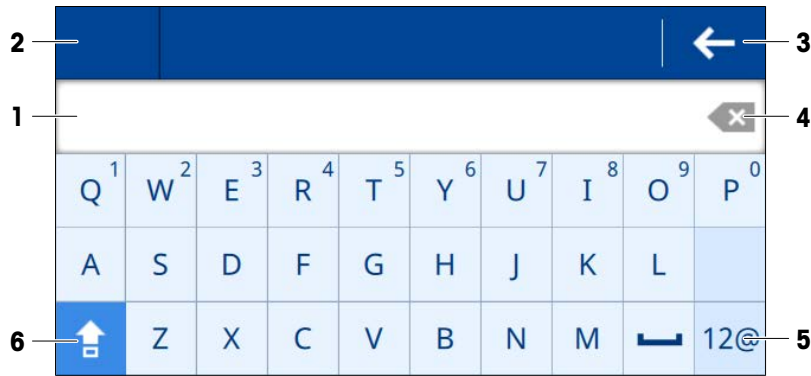 2 3
1 4
Q 1 W 2 E 3 R 4 T 5 Y 6 U 7 I 8 O 9 P 0
A S D F G H J K L
6 Z X C V B N M 12@ 5